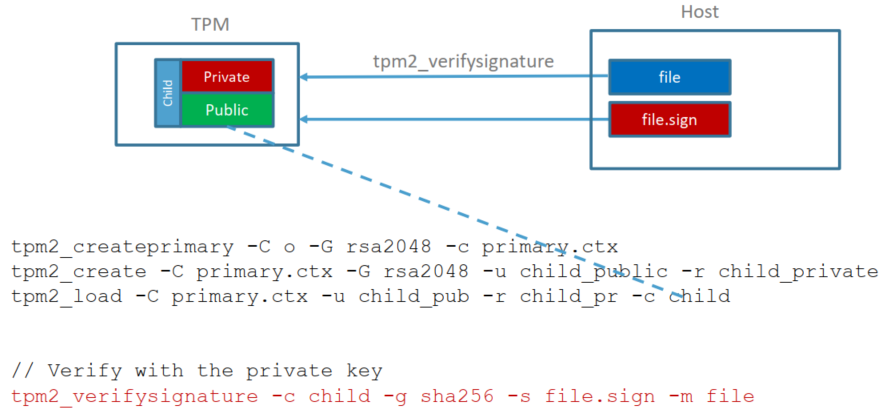 TPM
Host
tpm2_verifysignature
Child
Private
Public
file
file.sign
tpm2_createprimary -C o -G rsa2048 -c primary.ctx
tpm2_create -C primary.ctx -G rsa2048 -u child_public -r child_private
tpm2_load -C primary.ctx -u child_pub -r child_pr -c child
// Verify with the private key
tpm2_verifysignature -c child -g sha256 -s file.sign -m file